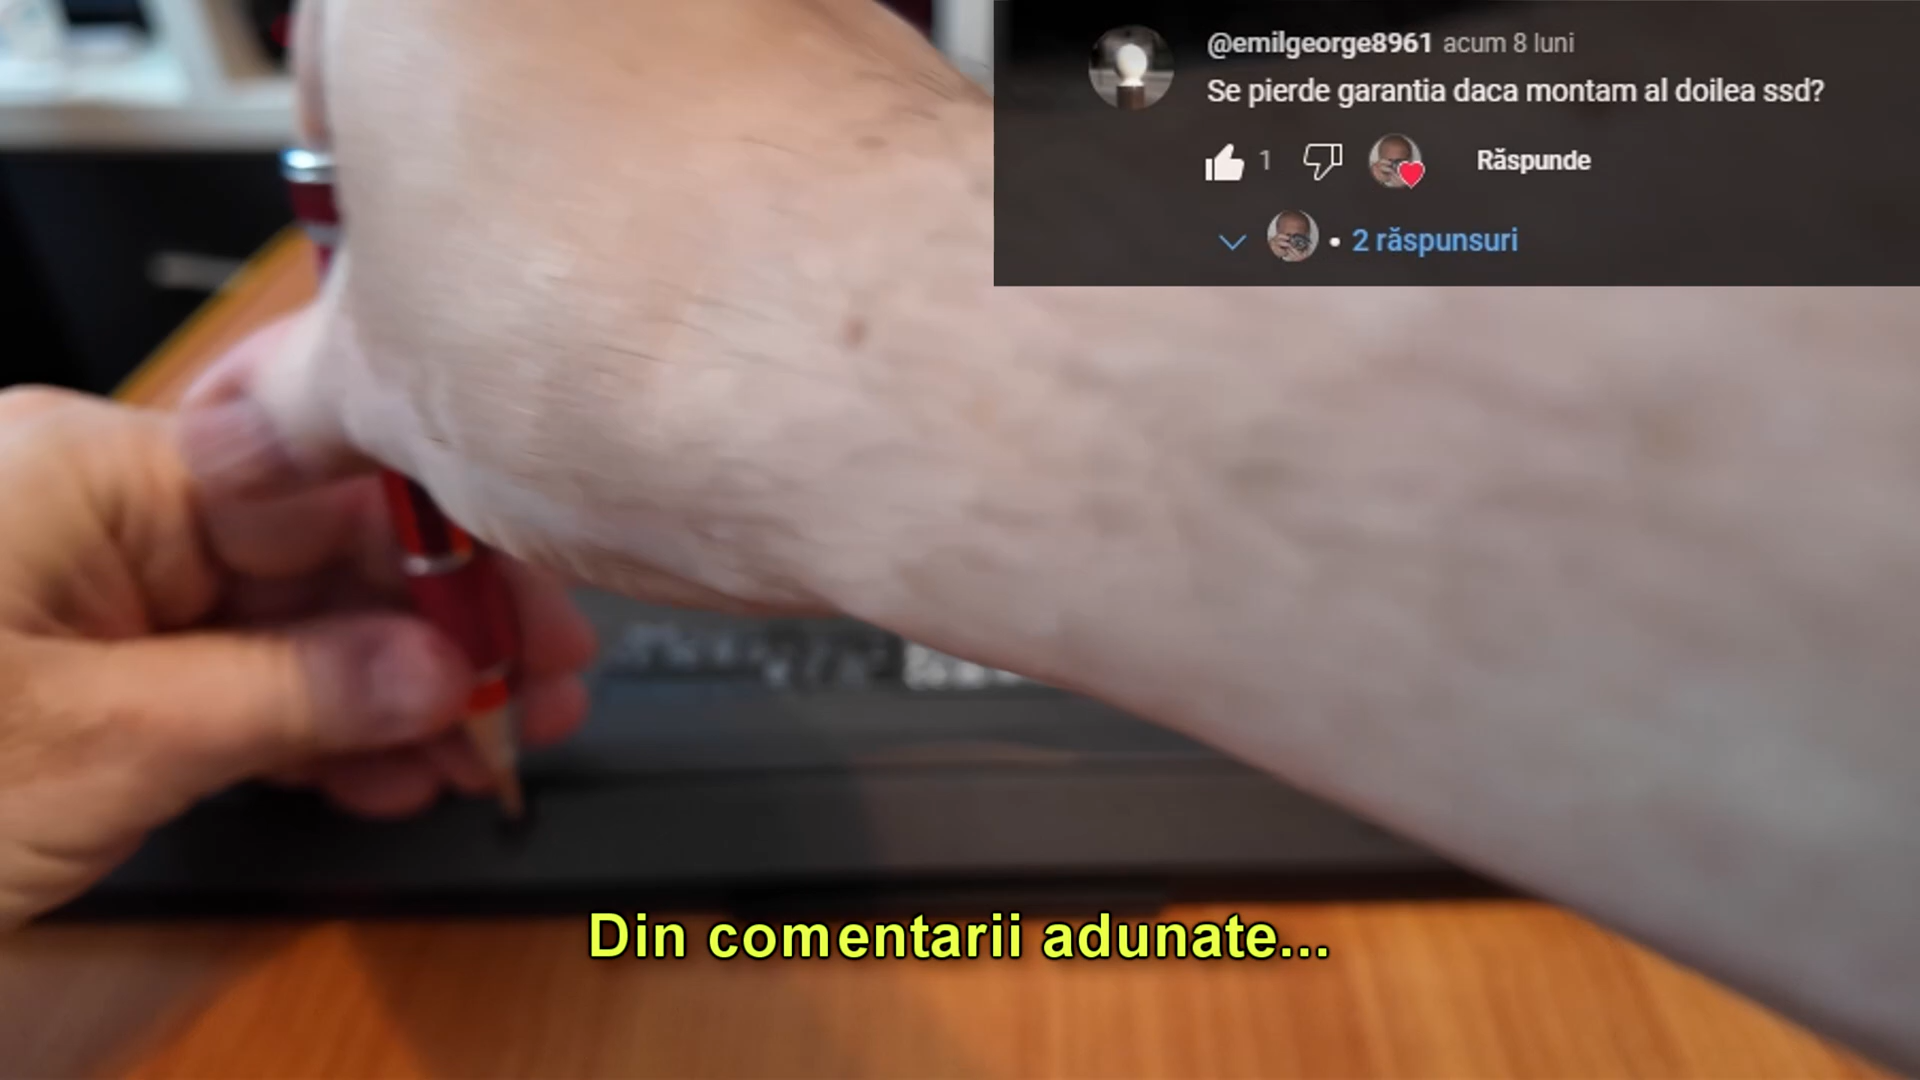 @emilgeorge8961 acum 8 luni
Se pierde garantia daca montam al doilea ssd?
1
Răspunde
2 răspunsuri
Din comentarii adunate...